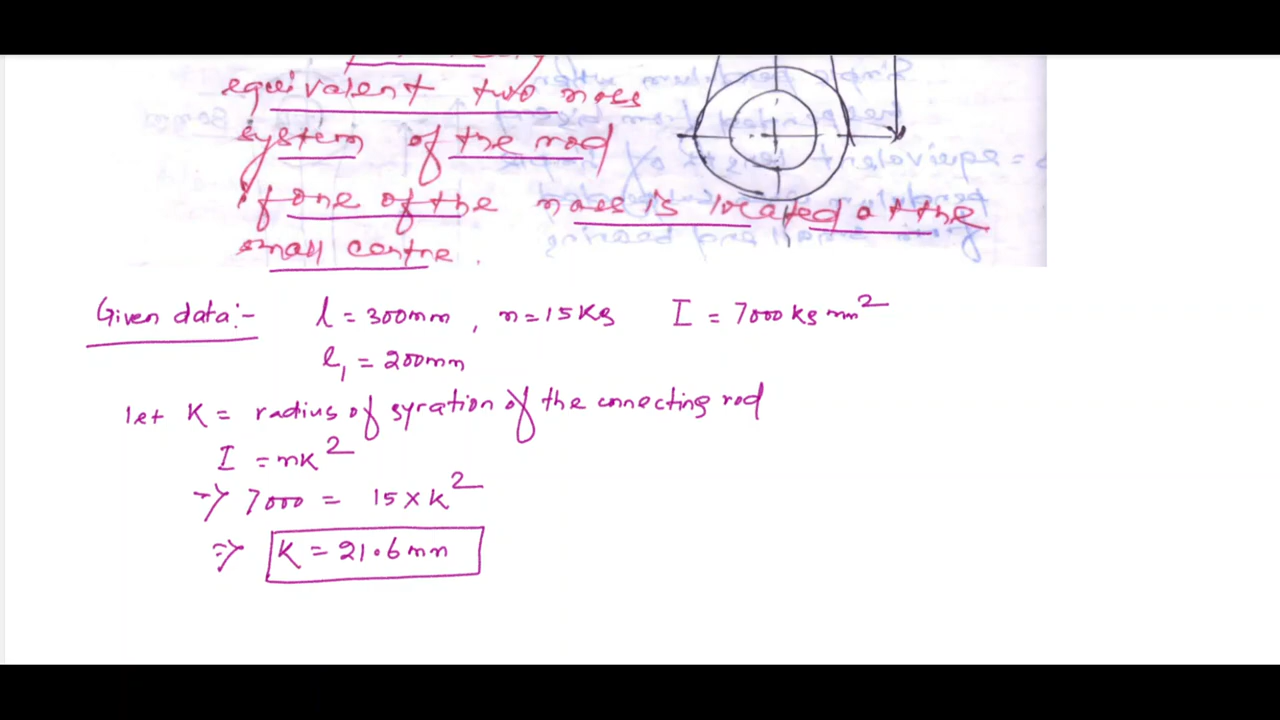 equivalent two mass
system of the rod
if one of the mass is located at the
small centre.
Given data:- l = 300mm , m = 15 Kg I = 7000 kg mm²
l₁ = 200mm
let K = radius of gyration of the connecting rod
I = mK²
=> 7000 = 15 × K²
=> K = 21.6 mm